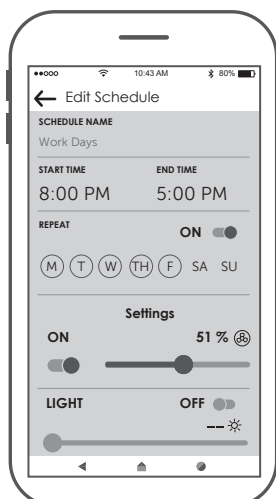 10:43 AM 80%
Edit Schedule
SCHEDULE NAME
Work Days
START TIME END TIME
8:00 PM 5:00 PM
REPEAT ON
M T W TH F SA SU
Settings
ON 51 %
LIGHT OFF
--